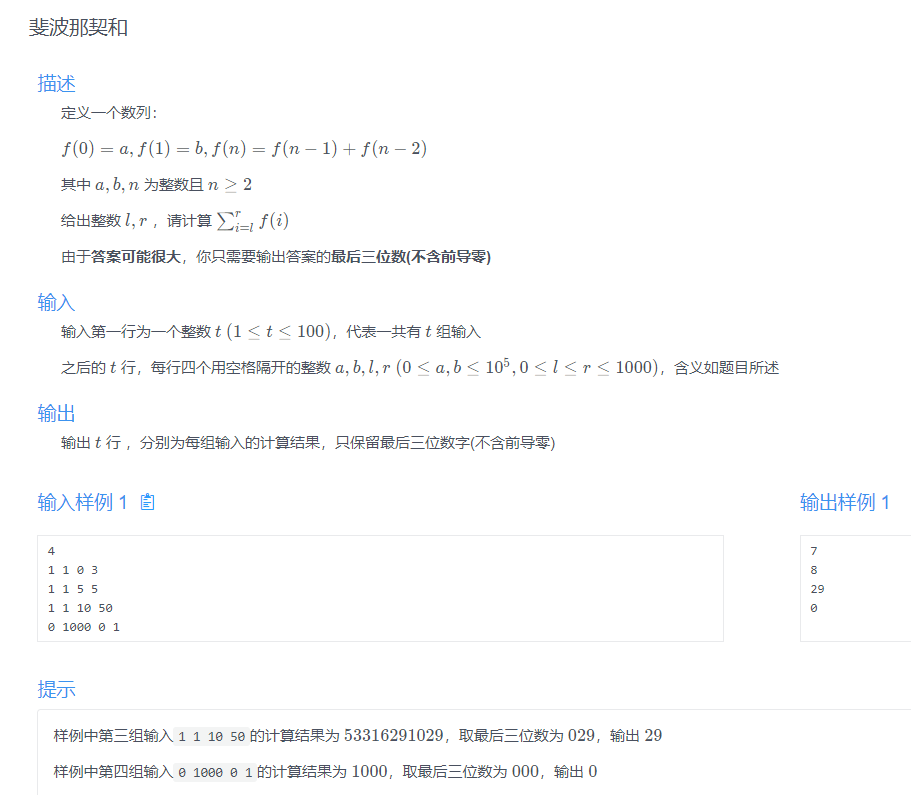 斐波那契和
描述
定义一个数列：
f(0) = a, f(1) = b, f(n) = f(n − 1) + f(n − 2)
其中 a, b, n 为整数且 n ≥ 2
给出整数 l, r ，请计算 ∑_{i=l}^{r} f(i)
由于答案可能很大，你只需要输出答案的最后三位数(不含前导零)
输入
输入第一行为一个整数 t (1 ≤ t ≤ 100)，代表一共有 t 组输入
之后的 t 行，每行四个用空格隔开的整数 a, b, l, r (0 ≤ a, b ≤ 10^5, 0 ≤ l ≤ r ≤ 1000)，含义如题目所述
输出
输出 t 行 ，分别为每组输入的计算结果，只保留最后三位数字(不含前导零)
输入样例 1
4
1 1 0 3
1 1 5 5
1 1 10 50
0 1000 0 1
输出样例 1
7
8
29
0
提示
样例中第三组输入 1 1 10 50 的计算结果为 53316291029，取最后三位数为 029，输出 29
样例中第四组输入 0 1000 0 1 的计算结果为 1000，取最后三位数为 000，输出 0